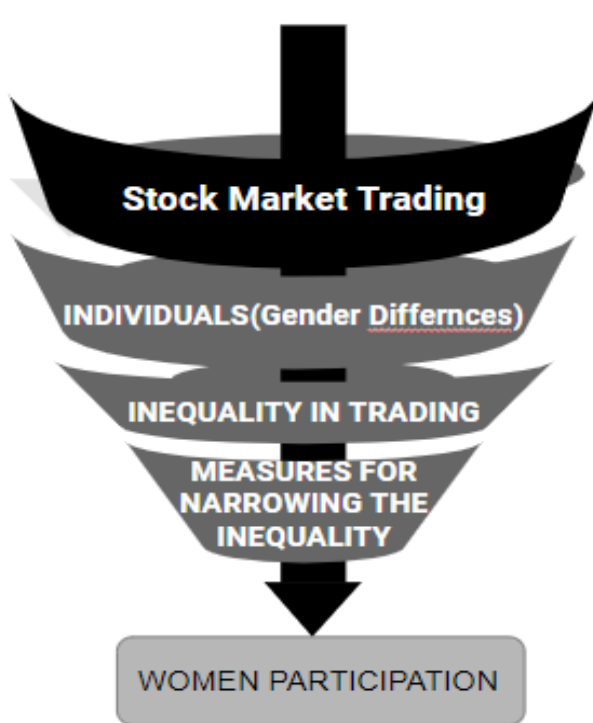 Stock Market Trading
INDIVIDUALS(Gender Differnces)
INEQUALITY IN TRADING
MEASURES FOR
NARROWING THE
INEQUALITY
WOMEN PARTICIPATION